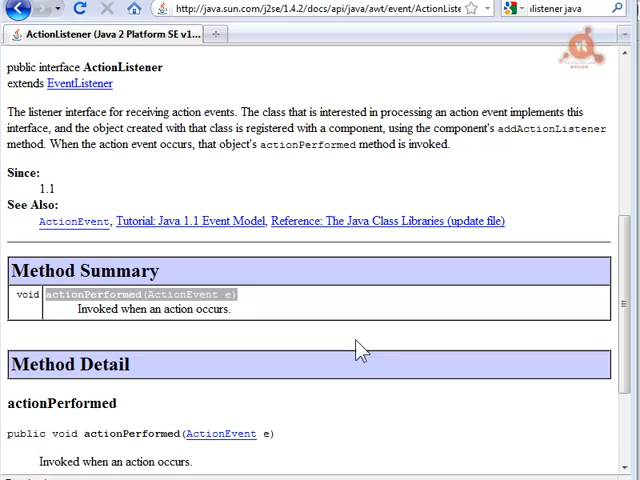 http://java.sun.com/j2se/1.4.2/docs/api/java/awt/event/ActionListe
listener java
ActionListener (Java 2 Platform SE v1...
public interface ActionListener
extends EventListener
The listener interface for receiving action events. The class that is interested in processing an action event implements this
interface, and the object created with that class is registered with a component, using the component's addActionListener
method. When the action event occurs, that object's actionPerformed method is invoked.
Since:
1.1
See Also:
ActionEvent, Tutorial: Java 1.1 Event Model, Reference: The Java Class Libraries (update file)
Method Summary
void actionPerformed(ActionEvent e)
Invoked when an action occurs.
Method Detail
actionPerformed
public void actionPerformed(ActionEvent e)
Invoked when an action occurs.